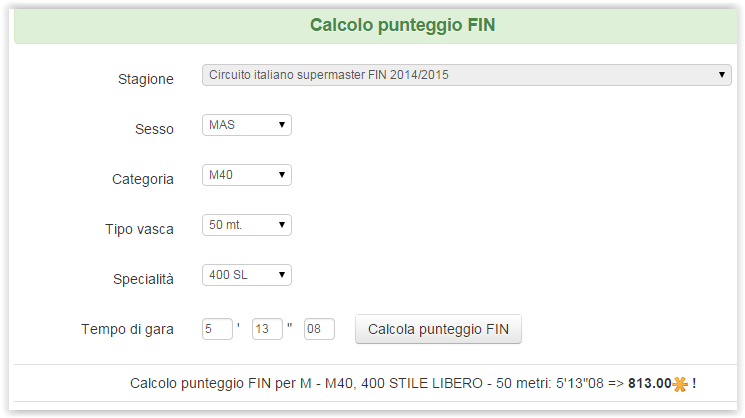 Calcolo punteggio FIN
Stagione Circuito italiano supermaster FIN 2014/2015
Sesso MAS
Categoria M40
Tipo vasca 50 mt.
Specialità 400 SL
Tempo di gara 5 ' 13 " 08 Calcola punteggio FIN
Calcolo punteggio FIN per M - M40, 400 STILE LIBERO - 50 metri: 5'13"08 => 813.00 !